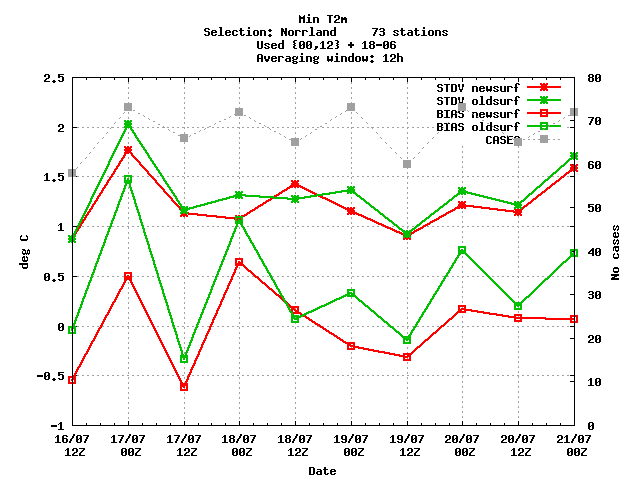 Min T2m
Selection: Norrland 73 stations
Used {00,12} + 18-06
Averaging window: 12h
2.5
2
1.5
1
0.5
0
-0.5
-1
80
70
60
50
40
30
20
10
0
deg C
No cases
STDV newsurf
STDV oldsurf
BIAS newsurf
BIAS oldsurf
CASES
16/07 17/07 17/07 18/07 18/07 19/07 19/07 20/07 20/07 21/07
12Z 00Z 12Z 00Z 12Z 00Z 12Z 00Z 12Z 00Z
Date